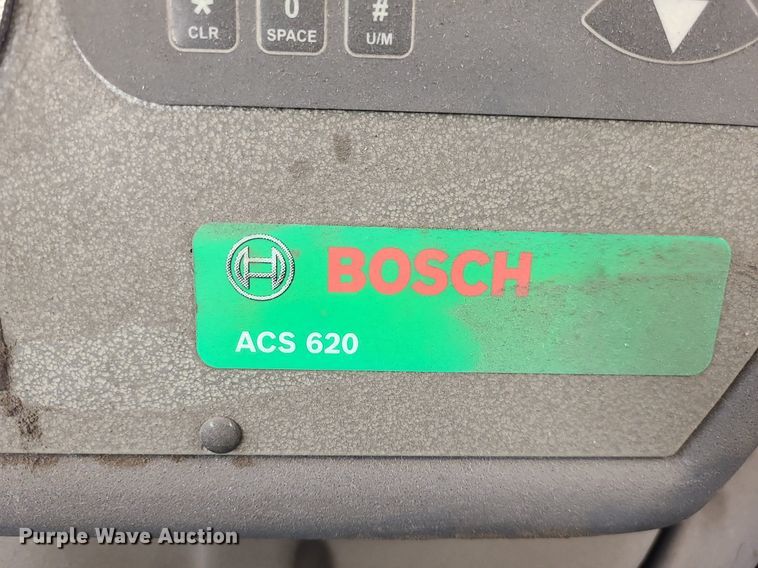 * 0 #
CLR SPACE U/M
BOSCH
ACS 620
Purple Wave Auction